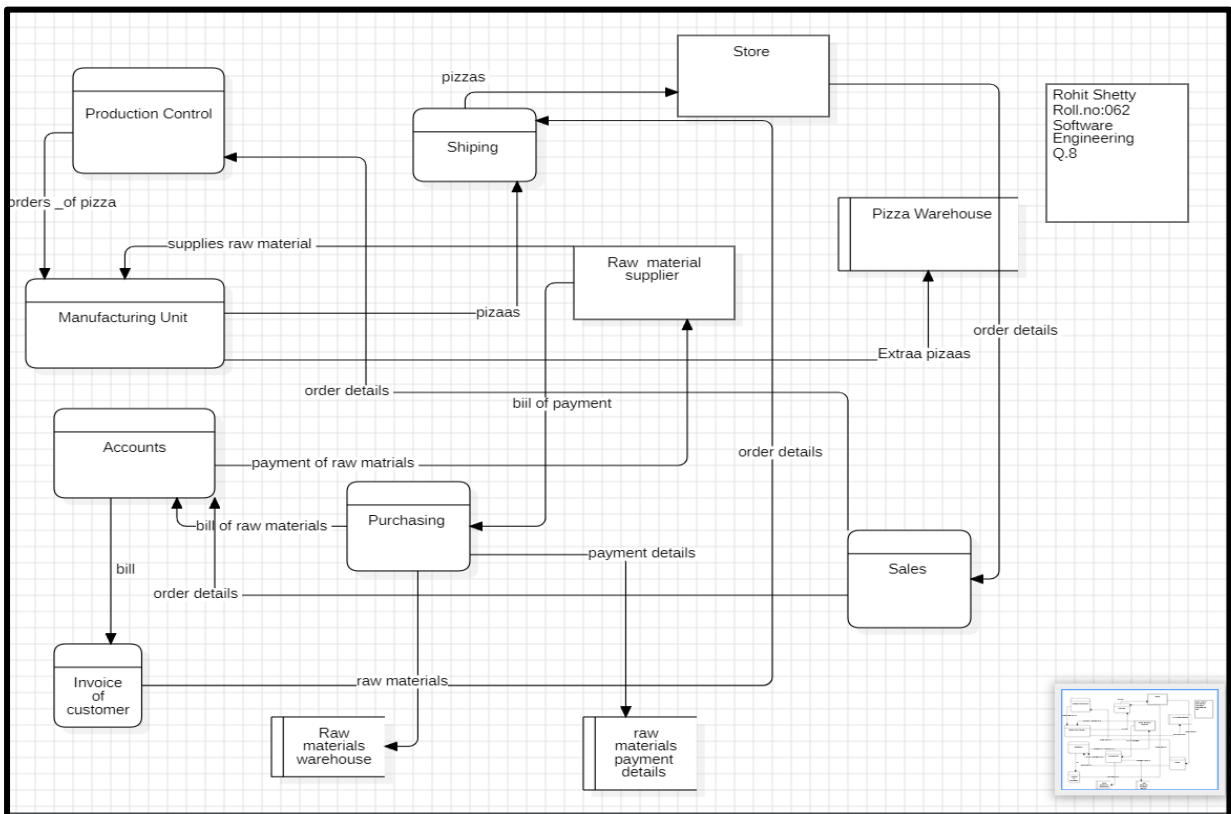 Store
pizzas
Production Control
Rohit Shetty
Roll.no:062
Software
Engineering
Q.8
Shiping
orders _of pizza
Pizza Warehouse
supplies raw material
Raw material
supplier
Manufacturing Unit
pizaas
order details
Extraa pizaas
order details
biil of payment
Accounts
order details
payment of raw matrials
Purchasing
bill of raw materials
payment details
bill
Sales
order details
raw materials
Invoice
of
customer
Raw
materials
warehouse
raw
materials
payment
details